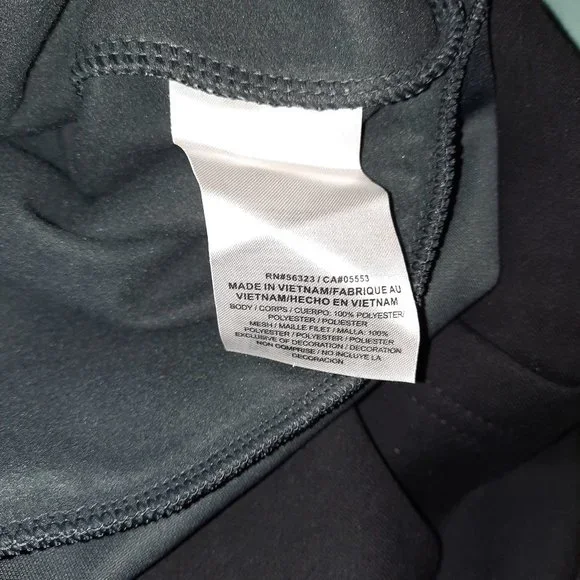 RN#56323 / CA#05553
MADE IN VIETNAM/FABRIQUE AU
VIETNAM/HECHO EN VIETNAM
BODY / CORPS / CUERPO: 100% POLYESTER/
POLYESTER / POLIESTER
MESH / MAILLE FILET / MALLA: 100%
POLYESTER / POLYESTER / POLIESTER
EXCLUSIVE OF DECORATION / DECORATION
NON COMPRISE / NO INCLUYE LA
DECORACION